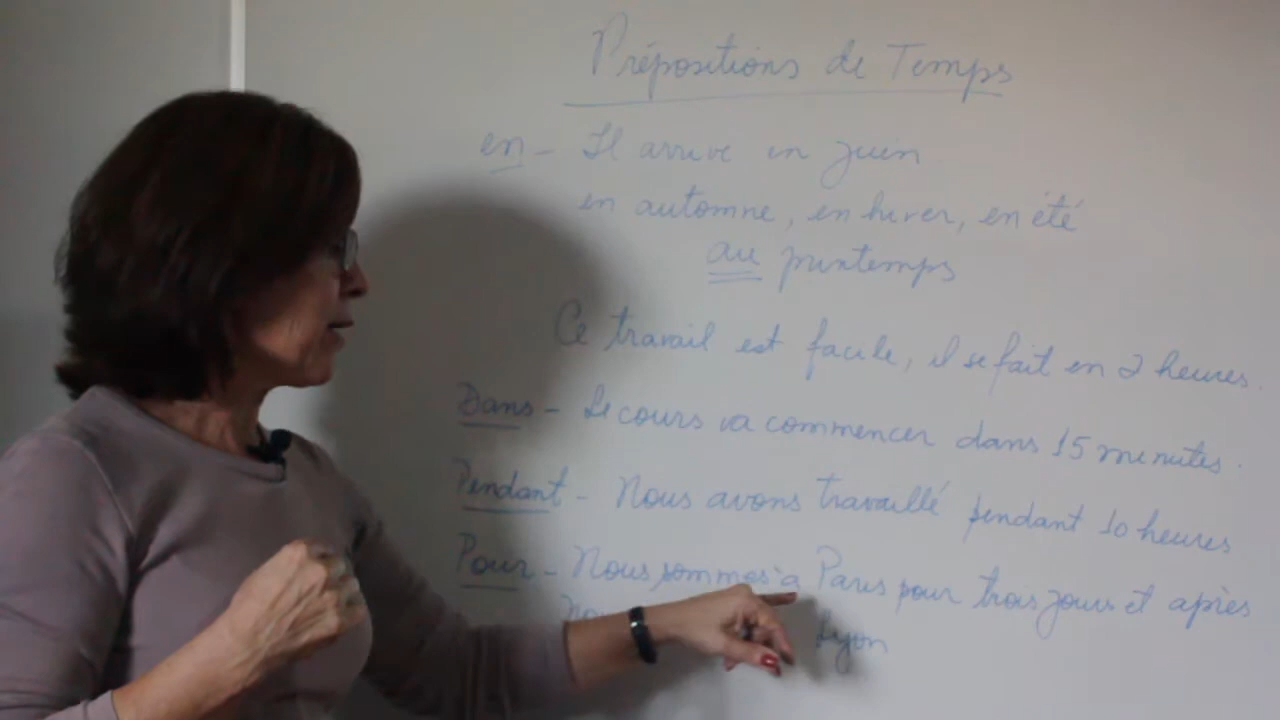 Prépositions de Temps
en - Il arrive en juin
en automne, en hiver, en été
au printemps
Ce travail est facile, il se fait en 2 heures.
Dans - Le cours va commencer dans 15 minutes.
Pendant - Nous avons travaillé pendant 10 heures
Pour - Nous sommes à Paris pour trois jours et après
Lyon